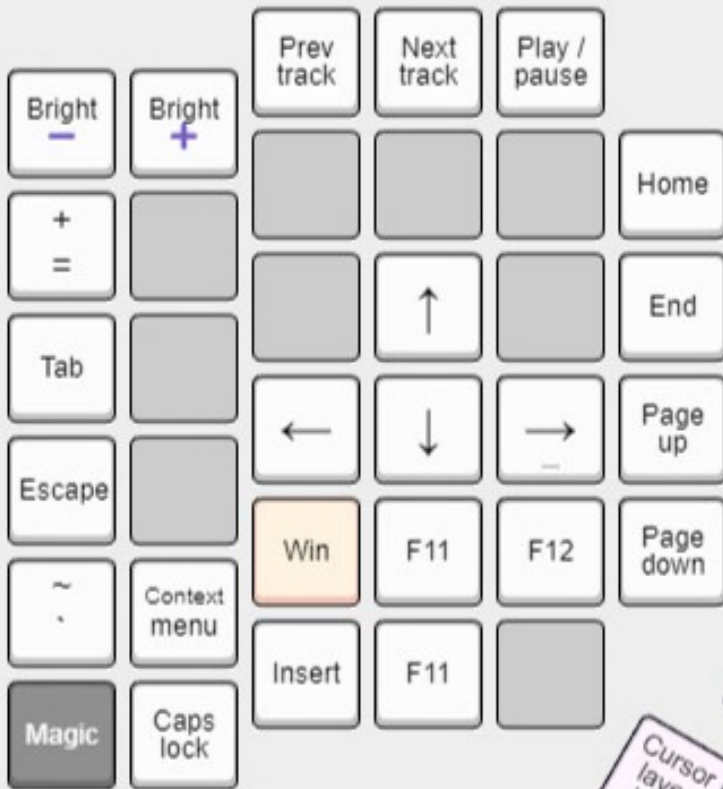 Prev
track
Next
track
Play /
pause
Bright
−
Bright
+
Home
+
=
↑
End
Tab
←
↓
→
_
Page
up
Escape
Win
F11
F12
Page
down
~
`
Context
menu
Insert
F11
Magic
Caps
lock
Cursor